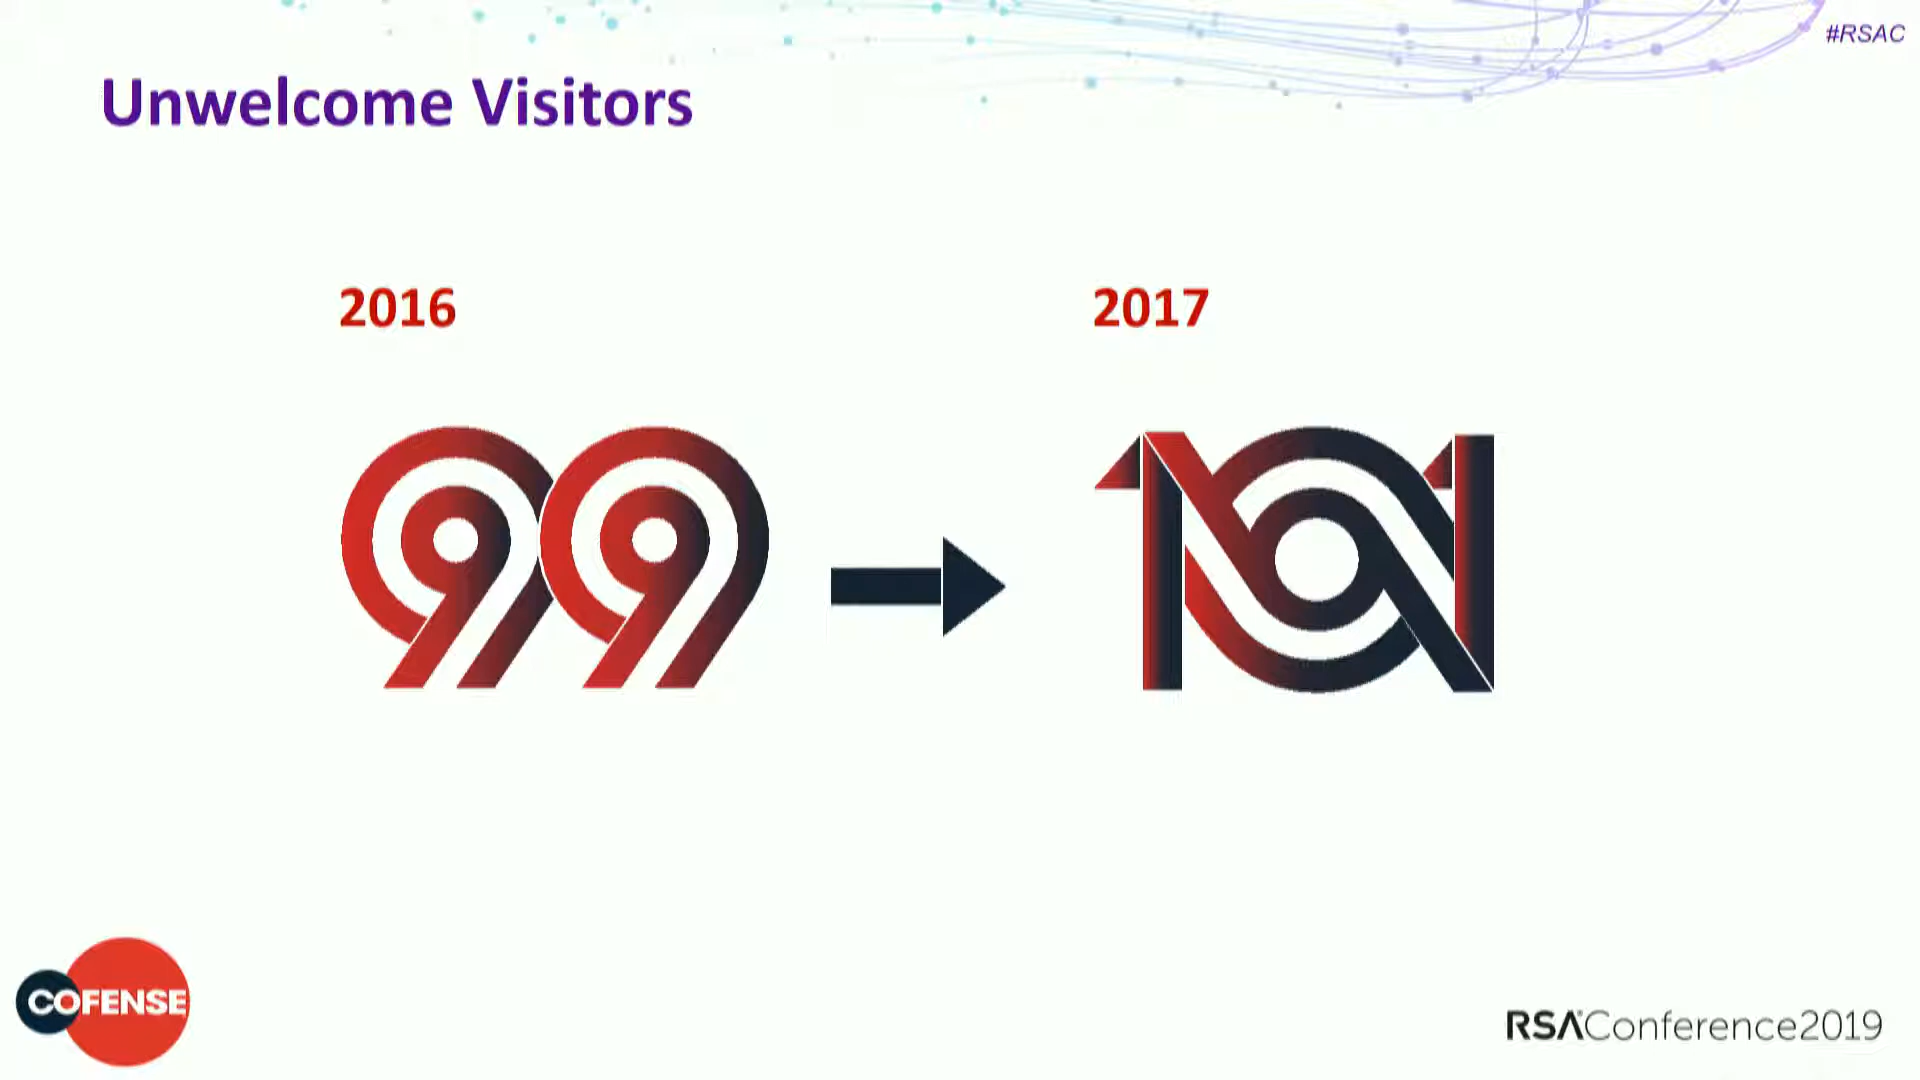 #RSAC
Unwelcome Visitors
2016
2017
99
101
COFENSE
RSAConference2019